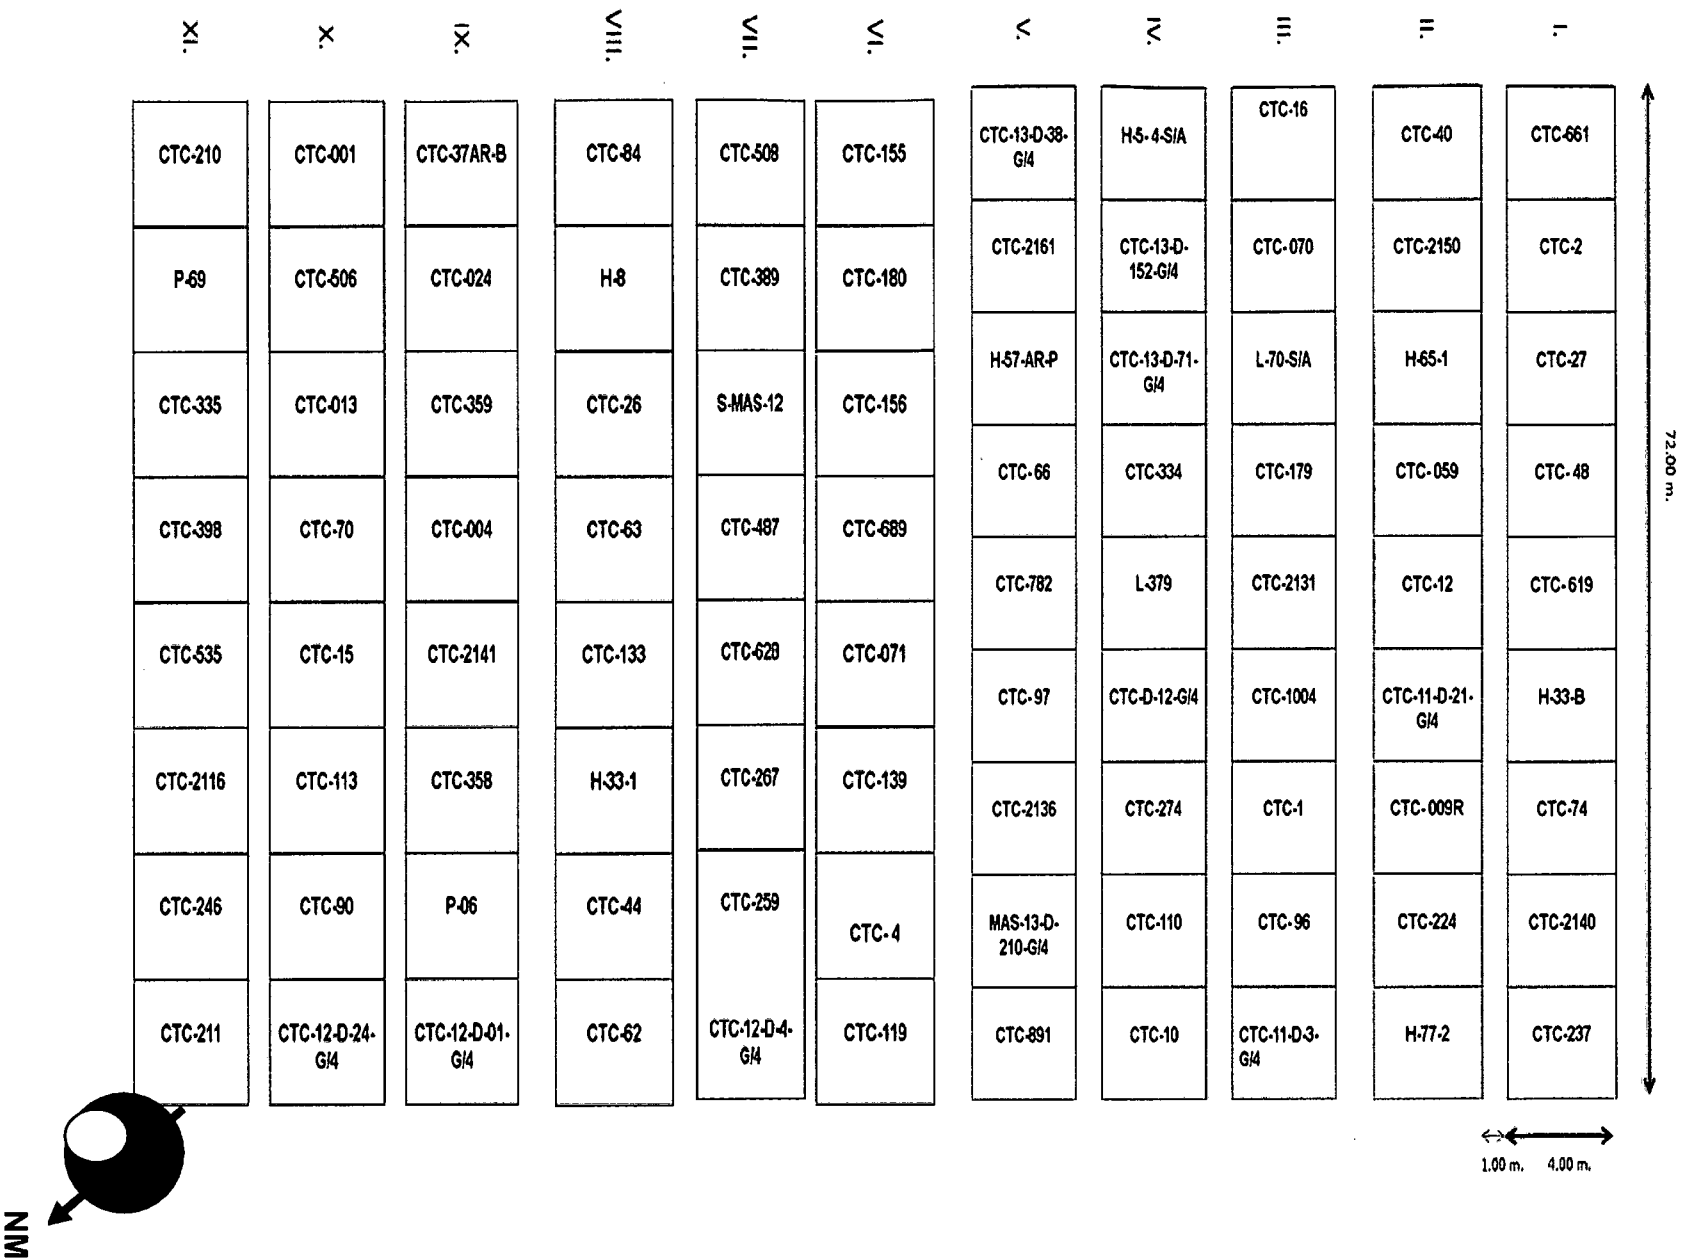 XI.
X.
IX.
VIII.
VII.
VI.
V.
IV.
III.
II.
I.
CTC-210
CTC-001
CTC-37AR-B
CTC-84
CTC-508
CTC-155
CTC-13-D-38-
G/4
H-5-4-S/A
CTC-16
CTC-40
CTC-661
P-69
CTC-506
CTC-024
H-8
CTC-389
CTC-180
CTC-2161
CTC-13-D-
152-G/4
CTC-070
CTC-2150
CTC-2
CTC-335
CTC-013
CTC-359
CTC-26
S-MAS-12
CTC-156
H-57-AR-P
CTC-13-D-71-
G/4
L-70-S/A
H-65-1
CTC-27
CTC-398
CTC-70
CTC-004
CTC-63
CTC-487
CTC-689
CTC-66
CTC-334
CTC-179
CTC-059
CTC-48
CTC-535
CTC-15
CTC-2141
CTC-133
CTC-628
CTC-071
CTC-782
L-379
CTC-2131
CTC-12
CTC-619
CTC-2116
CTC-113
CTC-358
H-33-1
CTC-267
CTC-139
CTC-97
CTC-D-12-G/4
CTC-1004
CTC-11-D-21-
G/4
H-33-B
CTC-246
CTC-90
P-06
CTC-44
CTC-259
CTC-4
CTC-2136
CTC-274
CTC-1
CTC-009R
CTC-74
MAS-13-D-
210-G/4
CTC-110
CTC-96
CTC-224
CTC-2140
CTC-211
CTC-12-D-24-
G/4
CTC-12-D-01-
G/4
CTC-62
CTC-12-D-4-
G/4
CTC-119
CTC-891
CTC-10
CTC-11-D-3-
G/4
H-77-2
CTC-237
72.00 m.
1.00 m.
4.00 m.
NM